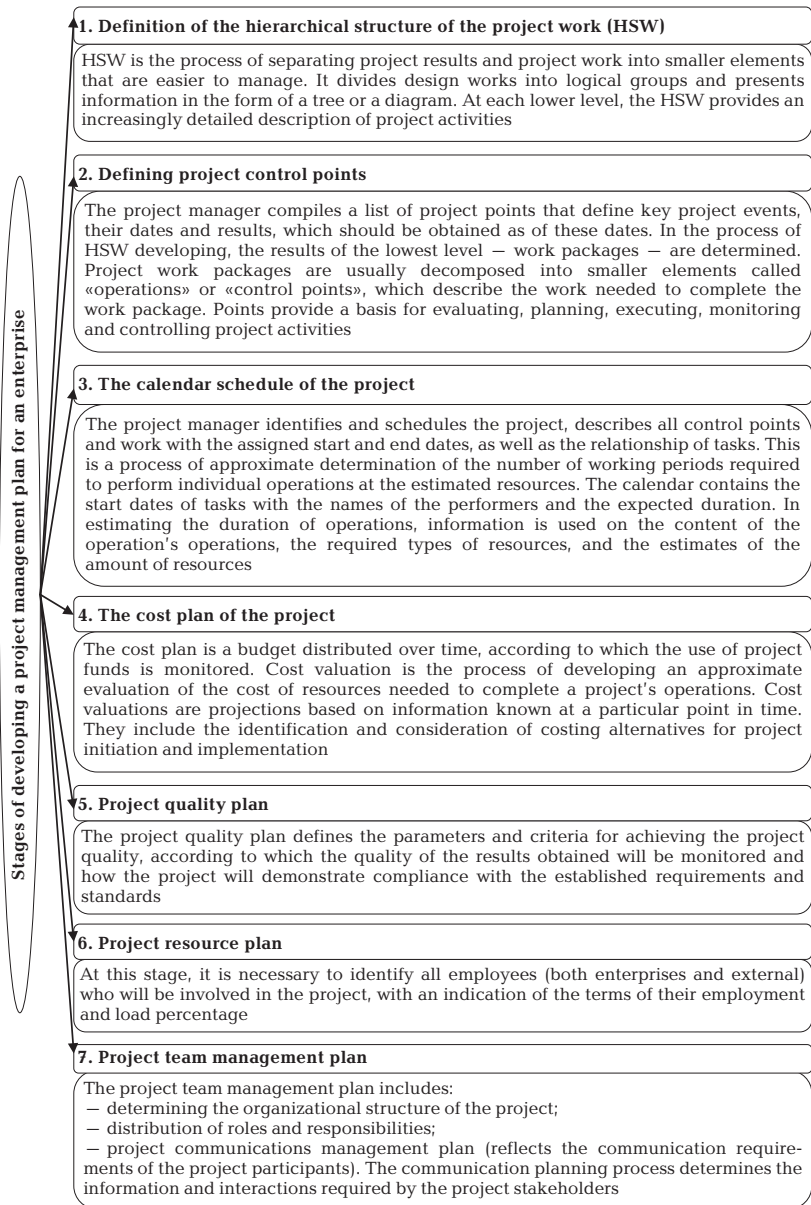 Stages of developing a project management plan for an enterprise
1. Definition of the hierarchical structure of the project work (HSW)
HSW is the process of separating project results and project work into smaller elements
that are easier to manage. It divides design works into logical groups and presents
information in the form of a tree or a diagram. At each lower level, the HSW provides an
increasingly detailed description of project activities
2. Defining project control points
The project manager compiles a list of project points that define key project events,
their dates and results, which should be obtained as of these dates. In the process of
HSW developing, the results of the lowest level — work packages — are determined.
Project work packages are usually decomposed into smaller elements called
«operations» or «control points», which describe the work needed to complete the
work package. Points provide a basis for evaluating, planning, executing, monitoring
and controlling project activities
3. The calendar schedule of the project
The project manager identifies and schedules the project, describes all control points
and work with the assigned start and end dates, as well as the relationship of tasks. This
is a process of approximate determination of the number of working periods required
to perform individual operations at the estimated resources. The calendar contains the
start dates of tasks with the names of the performers and the expected duration. In
estimating the duration of operations, information is used on the content of the
operation's operations, the required types of resources, and the estimates of the
amount of resources
4. The cost plan of the project
The cost plan is a budget distributed over time, according to which the use of project
funds is monitored. Cost valuation is the process of developing an approximate
evaluation of the cost of resources needed to complete a project's operations. Cost
valuations are projections based on information known at a particular point in time.
They include the identification and consideration of costing alternatives for project
initiation and implementation
5. Project quality plan
The project quality plan defines the parameters and criteria for achieving the project
quality, according to which the quality of the results obtained will be monitored and
how the project will demonstrate compliance with the established requirements and
standards
6. Project resource plan
At this stage, it is necessary to identify all employees (both enterprises and external)
who will be involved in the project, with an indication of the terms of their employment
and load percentage
7. Project team management plan
The project team management plan includes:
— determining the organizational structure of the project;
— distribution of roles and responsibilities;
— project communications management plan (reflects the communication require-
ments of the project participants). The communication planning process determines the
information and interactions required by the project stakeholders